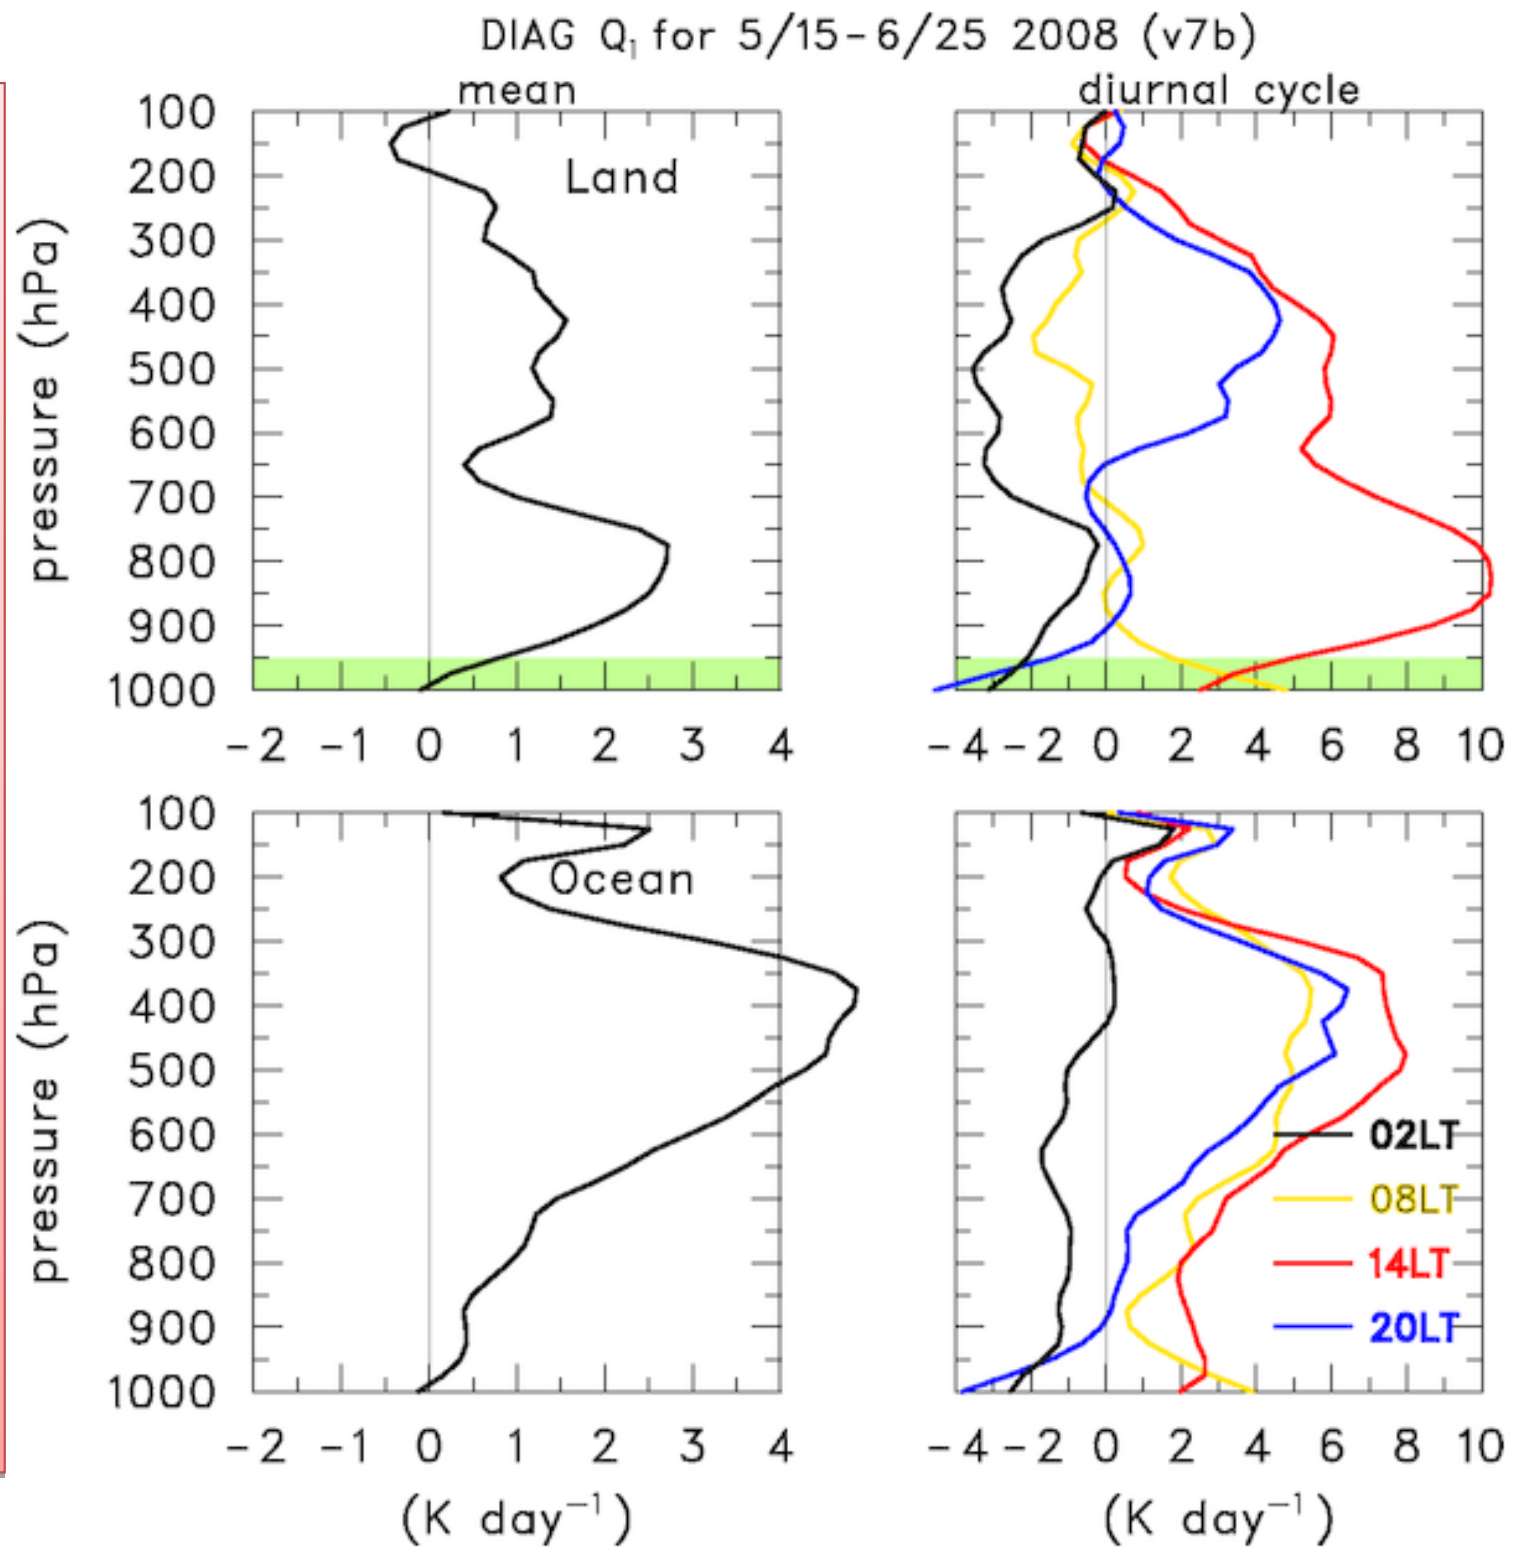 DIAG Q₁ for 5/15-6/25 2008 (v7b)
mean
diurnal cycle
Land
pressure (hPa)
100
200
300
400
500
600
700
800
900
1000
-2 -1 0 1 2 3 4
-4 -2 0 2 4 6 8 10
Ocean
pressure (hPa)
100
200
300
400
500
600
700
800
900
1000
02LT
08LT
14LT
20LT
-2 -1 0 1 2 3 4
-4 -2 0 2 4 6 8 10
(K day⁻¹)
(K day⁻¹)